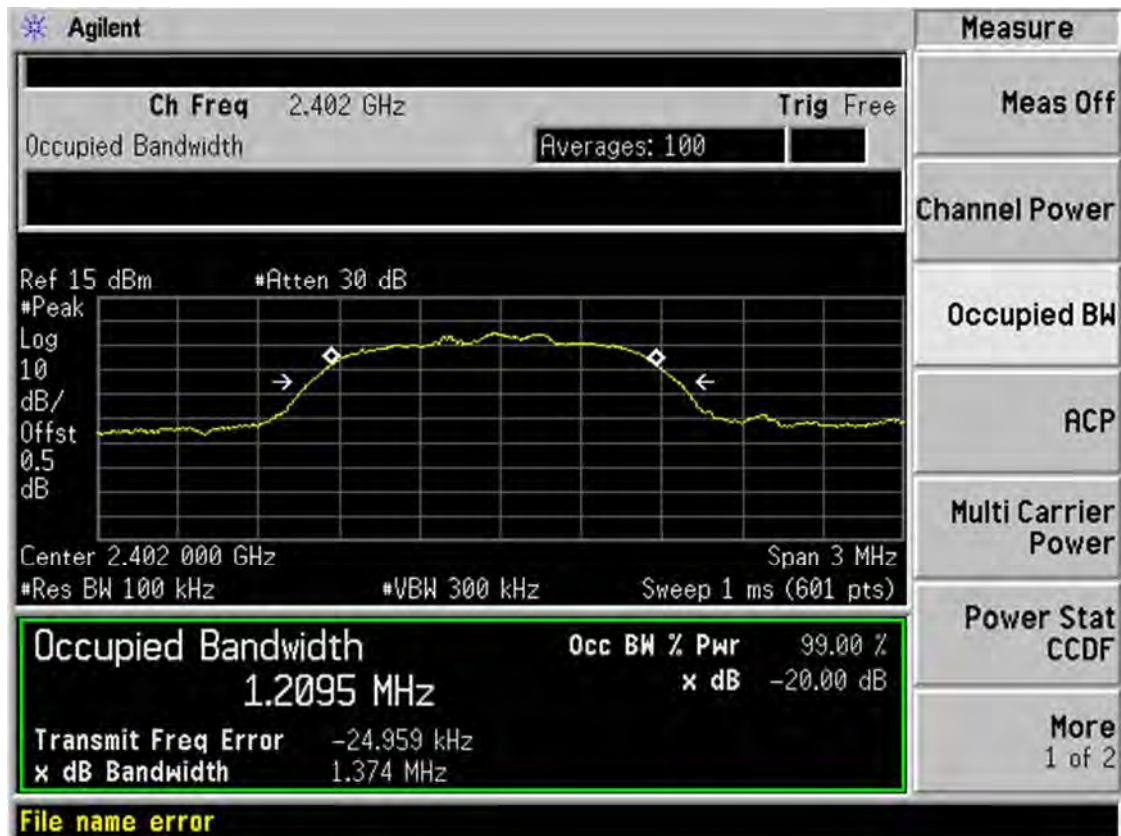 Agilent
Measure
Ch Freq 2.402 GHz Trig Free
Occupied Bandwidth Averages: 100
Ref 15 dBm #Atten 30 dB
#Peak
Log
10
dB/
Offst
0.5
dB
Center 2.402 000 GHz Span 3 MHz
#Res BW 100 kHz #VBW 300 kHz Sweep 1 ms (601 pts)
Occupied Bandwidth
1.2095 MHz
Occ BW % Pwr 99.00 %
x dB -20.00 dB
Transmit Freq Error -24.959 kHz
x dB Bandwidth 1.374 MHz
File name error
Meas Off
Channel Power
Occupied BW
ACP
Multi Carrier
Power
Power Stat
CCDF
More
1 of 2